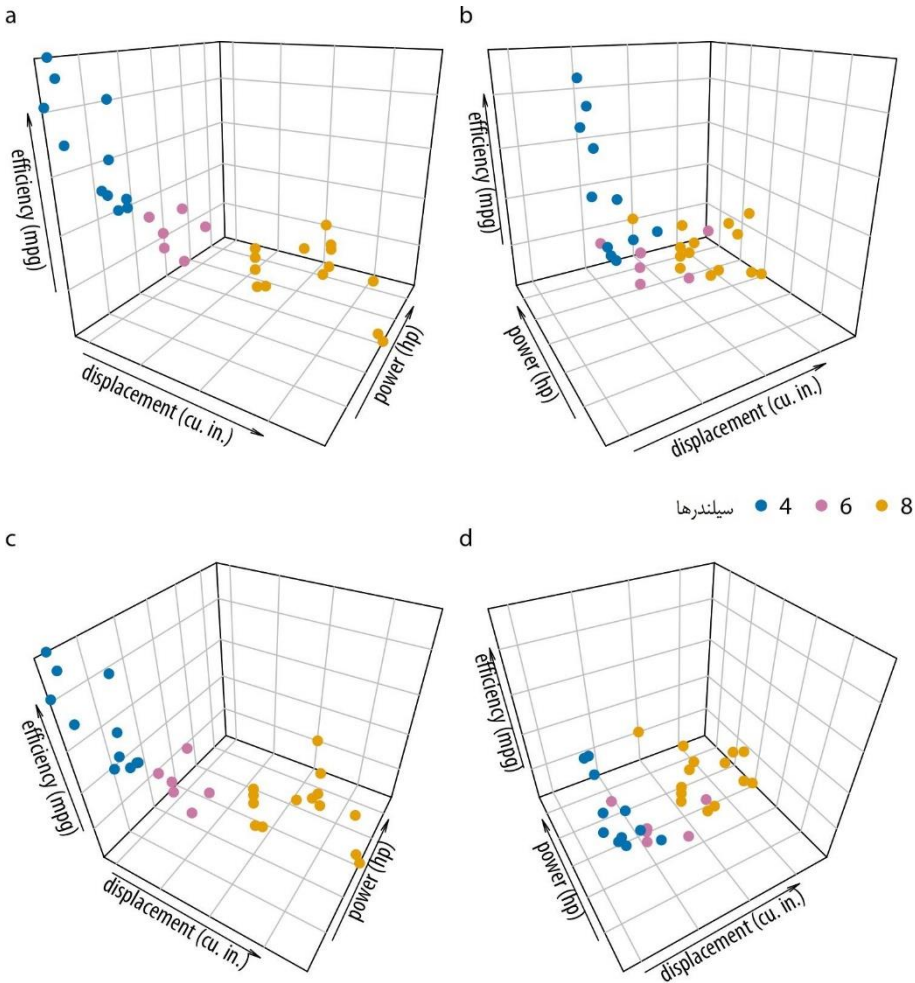 a
efficiency (mpg)
displacement (cu. in.)
power (hp)
b
efficiency (mpg)
power (hp)
displacement (cu. in.)
سیلندرها 4 6 8
c
efficiency (mpg)
displacement (cu. in.)
power (hp)
d
efficiency (mpg)
power (hp)
displacement (cu. in.)